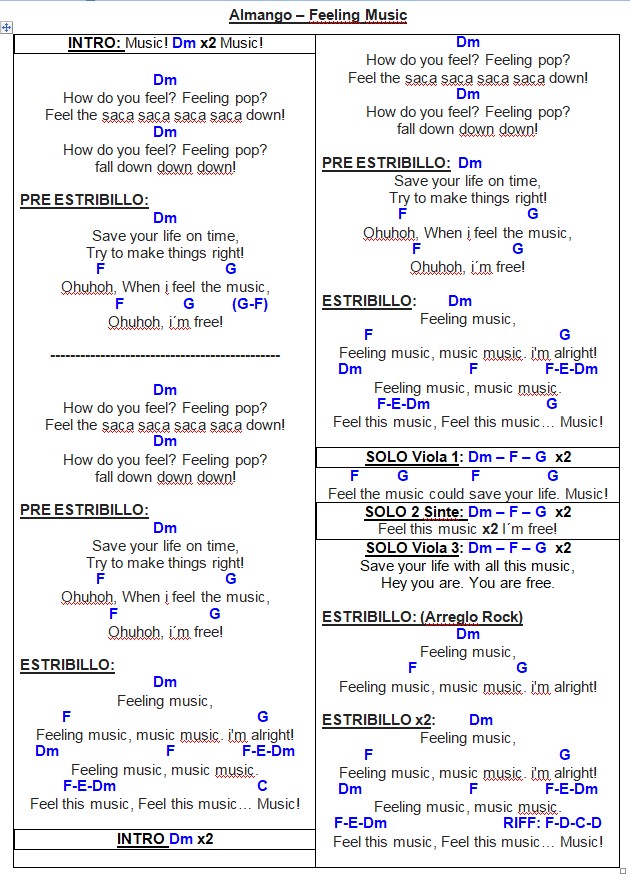 Almango – Feeling Music
INTRO: Music! Dm x2 Music!
Dm
How do you feel? Feeling pop?
Feel the saca saca saca saca down!
Dm
How do you feel? Feeling pop?
fall down down down!
PRE ESTRIBILLO:
Dm
Save your life on time,
Try to make things right!
F G
Ohuhoh, When i feel the music,
F G (G-F)
Ohuhoh, i´m free!
----------------------------------------------
Dm
How do you feel? Feeling pop?
Feel the saca saca saca saca down!
Dm
How do you feel? Feeling pop?
fall down down down!
PRE ESTRIBILLO:
Dm
Save your life on time,
Try to make things right!
F G
Ohuhoh, When i feel the music,
F G
Ohuhoh, i´m free!
ESTRIBILLO:
Dm
Feeling music,
F G
Feeling music, music music. i'm alright!
Dm F F-E-Dm
Feeling music, music music.
F-E-Dm C
Feel this music, Feel this music… Music!
INTRO Dm x2
Dm
How do you feel? Feeling pop?
Feel the saca saca saca saca down!
Dm
How do you feel? Feeling pop?
fall down down down!
PRE ESTRIBILLO: Dm
Save your life on time,
Try to make things right!
F G
Ohuhoh, When i feel the music,
F G
Ohuhoh, i´m free!
ESTRIBILLO: Dm
Feeling music,
F G
Feeling music, music music. i'm alright!
Dm F F-E-Dm
Feeling music, music music.
F-E-Dm G
Feel this music, Feel this music… Music!
SOLO Viola 1: Dm – F – G x2
F G F G
Feel the music could save your life. Music!
SOLO 2 Sinte: Dm – F – G x2
Feel this music x2 I´m free!
SOLO Viola 3: Dm – F – G x2
Save your life with all this music,
Hey you are. You are free.
ESTRIBILLO: (Arreglo Rock)
Dm
Feeling music,
F G
Feeling music, music music. i'm alright!
ESTRIBILLO x2: Dm
Feeling music,
F G
Feeling music, music music. i'm alright!
Dm F F-E-Dm
Feeling music, music music.
F-E-Dm RIFF: F-D-C-D
Feel this music, Feel this music… Music!